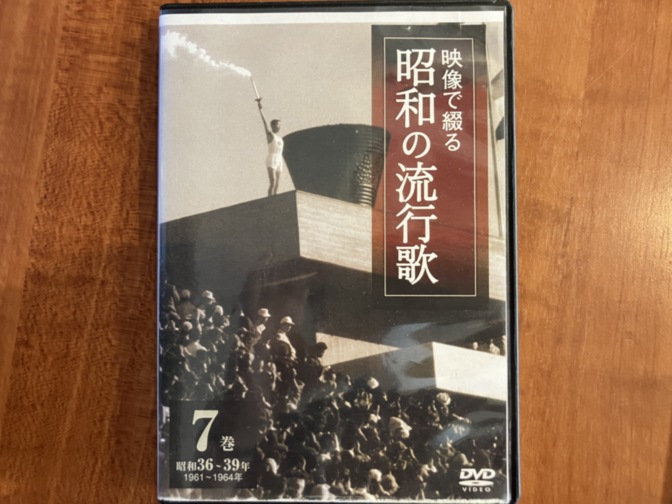 映像で綴る
昭和の流行歌
7巻
昭和36～39年
1961～1964年
DVD
VIDEO